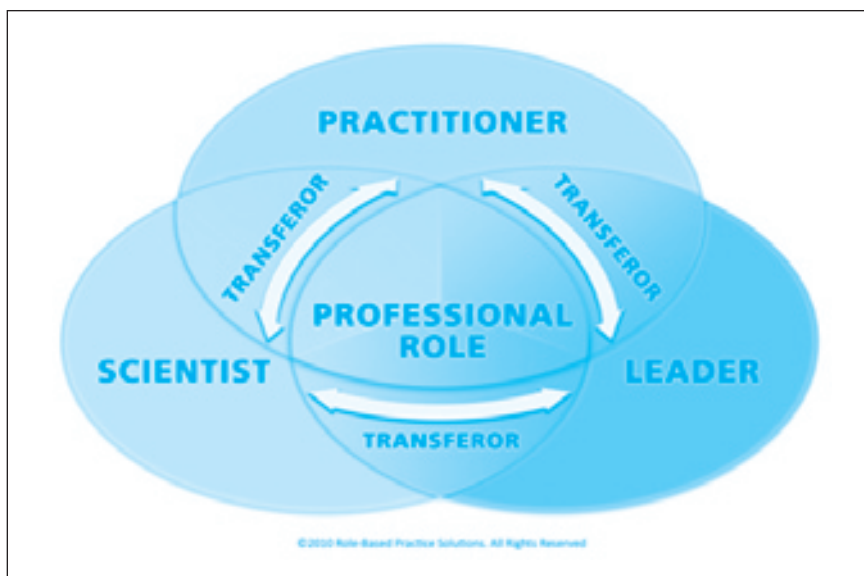 PRACTITIONER
TRANSFEROR
TRANSFEROR
PROFESSIONAL
ROLE
SCIENTIST
LEADER
TRANSFEROR
©2010 Role-Based Practice Solutions. All Rights Reserved